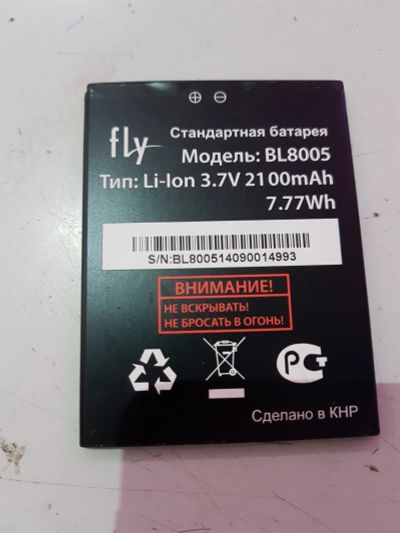 fly
Стандартная батарея
Модель: BL8005
Тип: Li-Ion 3.7V 2100mAh
7.77Wh
S/N:BL800514090014993
ВНИМАНИЕ!
НЕ ВСКРЫВАТЬ!
НЕ БРОСАТЬ В ОГОНЬ!
Сделано в КНР